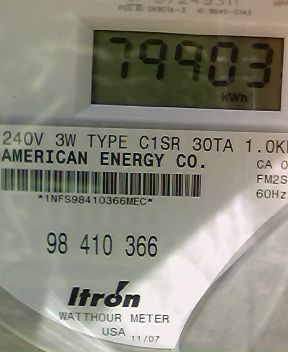 79903
kWh
240V 3W TYPE C1SR 30TA 1.0
AMERICAN ENERGY CO. CA
FM2S
*1NFS98410366MEC* 60Hz
98 410 366
Itron
WATTHOUR METER
USA 11/07